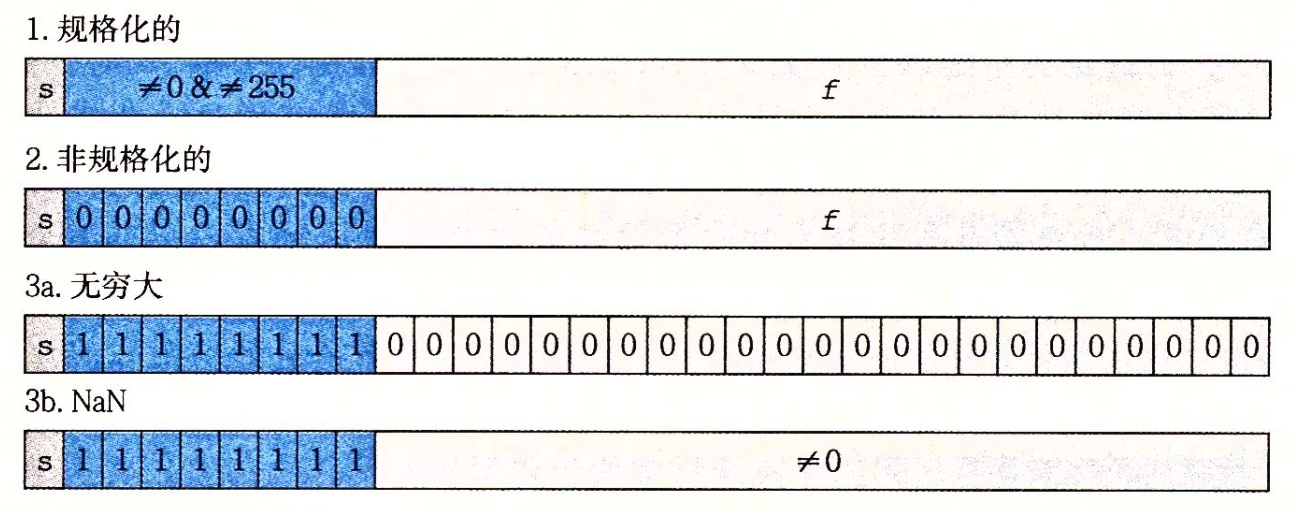 1. 规格化的
s ≠0 & ≠255 f
2. 非规格化的
s 0 0 0 0 0 0 0 0 f
3a. 无穷大
s 1 1 1 1 1 1 1 1 0 0 0 0 0 0 0 0 0 0 0 0 0 0 0 0 0 0 0 0 0 0 0
3b. NaN
s 1 1 1 1 1 1 1 1 ≠0